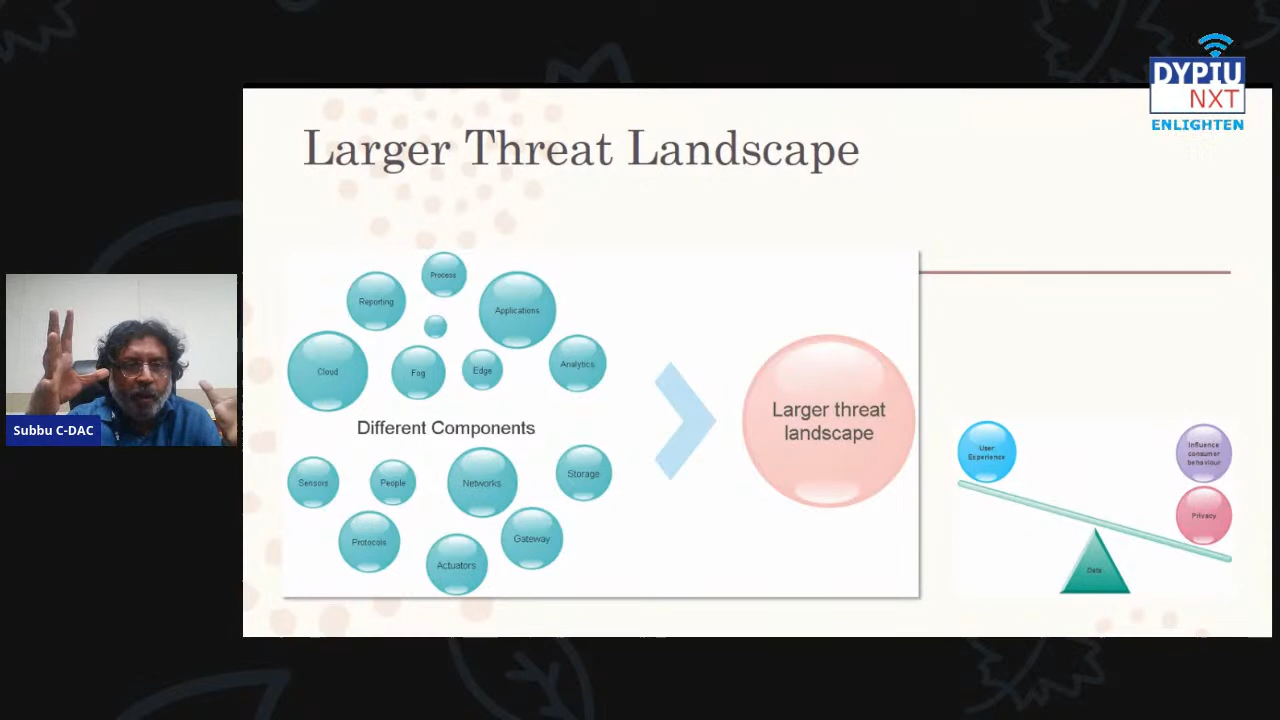 DYPIU
NXT
ENLIGHTEN
Larger Threat Landscape
Process
Reporting
Applications
Cloud
Fog
Edge
Analytics
Different Components
Sensors
People
Networks
Storage
Protocols
Actuators
Gateway
Larger threat
landscape
User
Experience
Influence
consumer
behaviour
Privacy
Data
Subbu C-DAC